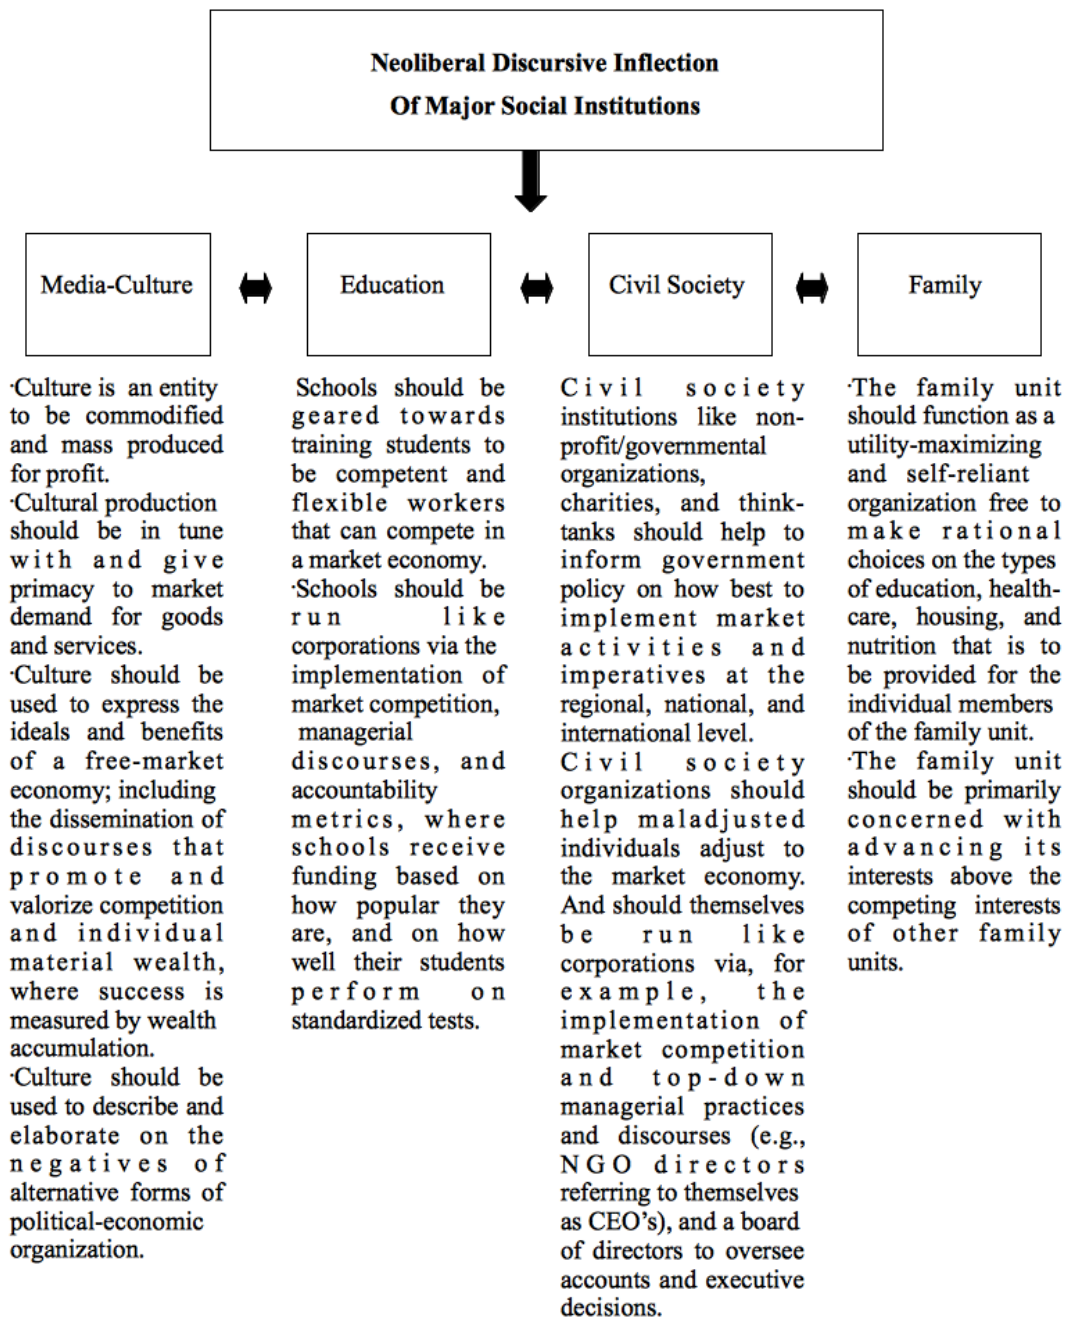 Neoliberal Discursive Inflection
Of Major Social Institutions
Media-Culture
Education
Civil Society
Family
·Culture is an entity
to be commodified
and mass produced
for profit.
·Cultural production
should be in tune
with and give
primacy to market
demand for goods
and services.
·Culture should be
used to express the
ideals and benefits
of a free-market
economy; including
the dissemination of
discourses that
promote and
valorize competition
and individual
material wealth,
where success is
measured by wealth
accumulation.
·Culture should be
used to describe and
elaborate on the
negatives of
alternative forms of
political-economic
organization.
Schools should be
geared towards
training students to
be competent and
flexible workers
that can compete in
a market economy.
·Schools should be
run like
corporations via the
implementation of
market competition,
managerial
discourses, and
accountability
metrics, where
schools receive
funding based on
how popular they
are, and on how
well their students
perform on
standardized tests.
Civil society
institutions like non-
profit/governmental
organizations,
charities, and think-
tanks should help to
inform government
policy on how best to
implement market
activities and
imperatives at the
regional, national, and
international level.
Civil society
organizations should
help maladjusted
individuals adjust to
the market economy.
And should themselves
be run like
corporations via, for
example, the
implementation of
market competition
and top-down
managerial practices
and discourses (e.g.,
NGO directors
referring to themselves
as CEO's), and a board
of directors to oversee
accounts and executive
decisions.
·The family unit
should function as a
utility-maximizing
and self-reliant
organization free to
make rational
choices on the types
of education, health-
care, housing, and
nutrition that is to
be provided for the
individual members
of the family unit.
·The family unit
should be primarily
concerned with
advancing its
interests above the
competing interests
of other family
units.